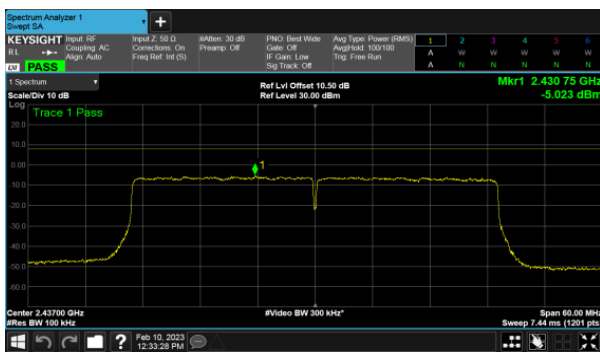 Spectrum Analyzer 1
Swept SA
KEYSIGHT Input: RF Input Z: 50 Ω #Atten: 30 dB PNO: Best Wide Avg Type: Power (RMS) 1 2 3 4 5 6
RL Coupling: AC Corrections: On Preamp: Off Gate: Off Avg|Hold: 100/100 A W W W W W
Align: Auto Freq Ref: Int (S) IF Gain: Low Trig: Free Run
LXI PASS Sig Track: Off A N N N N N
1 Spectrum Ref Lvl Offset 10.50 dB Mkr1 2.430 75 GHz
Scale/Div 10 dB Ref Level 30.00 dBm -5.023 dBm
Log
Trace 1 Pass
20.0
10.0
0.00
1
-10.0
-20.0
-30.0
-40.0
-50.0
-60.0
Center 2.43700 GHz #Video BW 300 kHz* Span 60.00 MHz
#Res BW 100 kHz Sweep 7.44 ms (1201 pts)
? Feb 10, 2023
12:33:28 PM